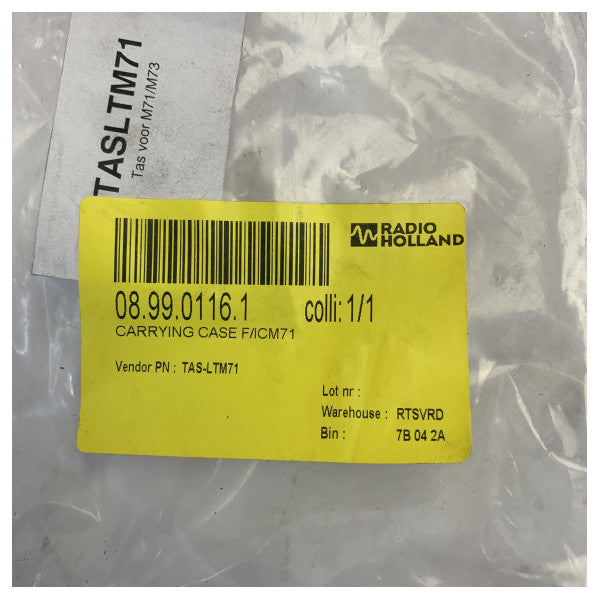 TASLTM71
Tas voor M71/M73
RADIO
HOLLAND
08.99.0116.1 colli: 1/1
CARRYING CASE F/ICM71
Vendor PN : TAS-LTM71
Lot nr :
Warehouse : RTSVRD
Bin : 7B 04 2A